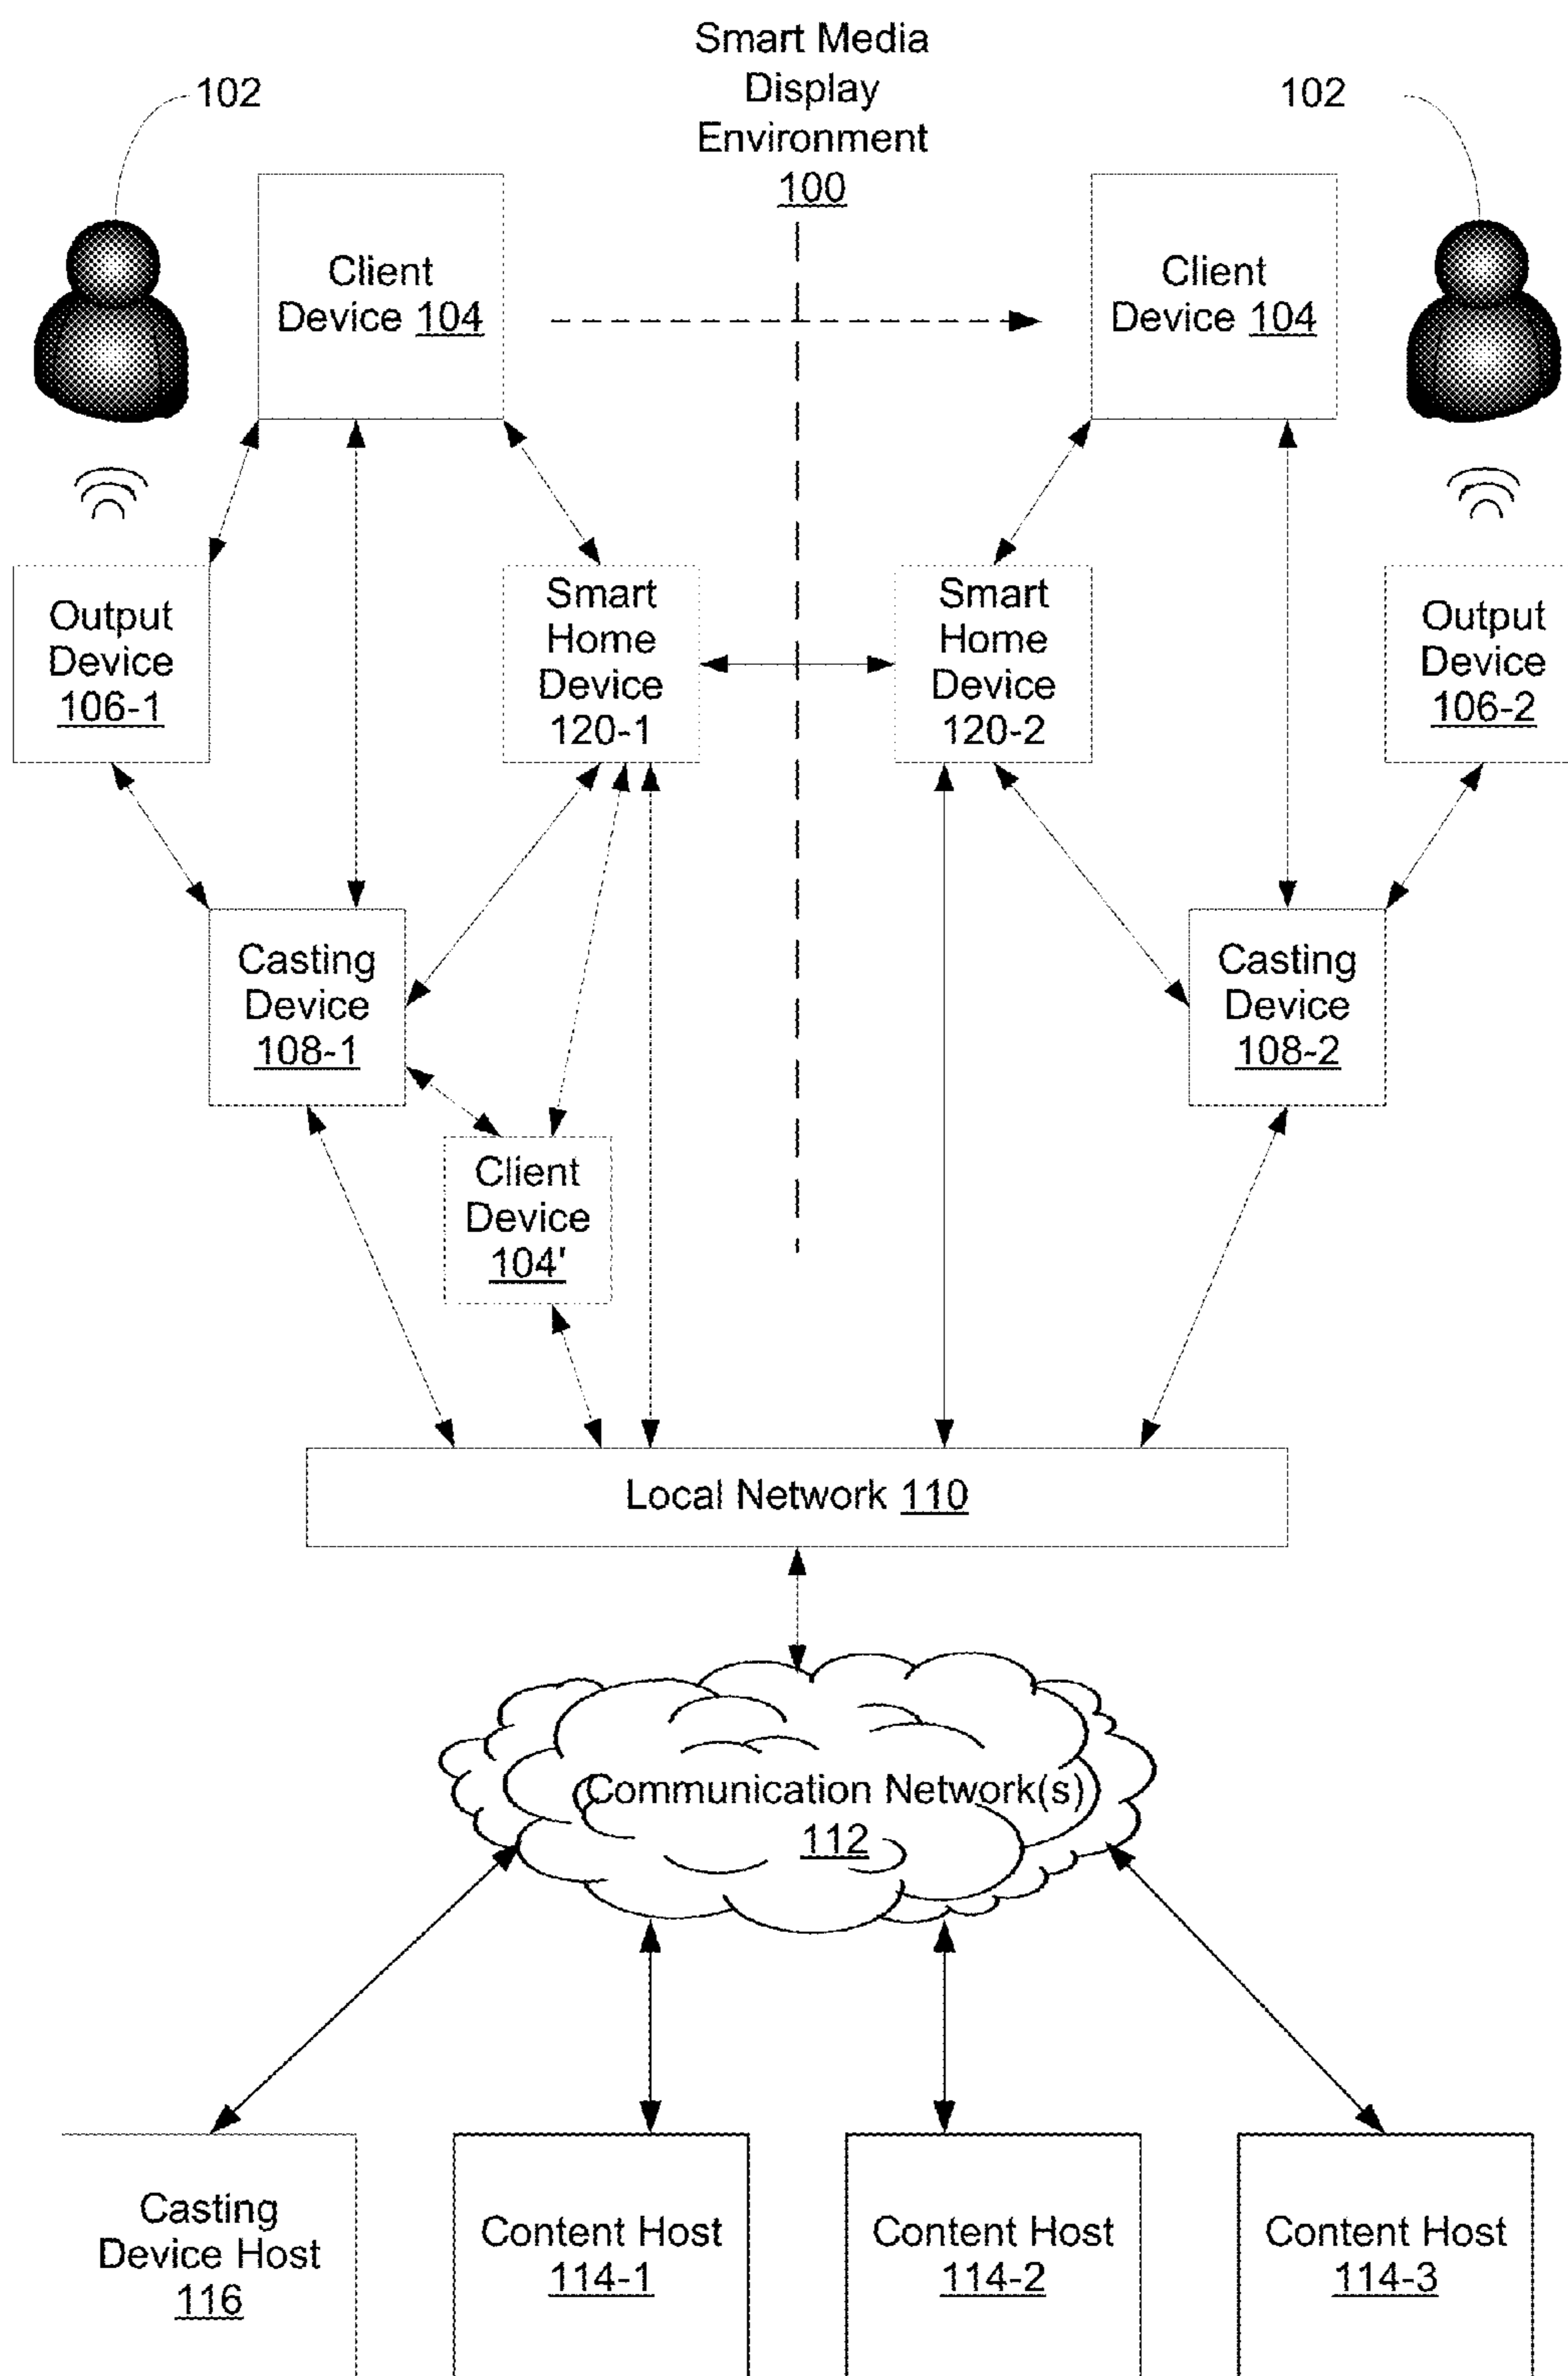 Smart Media
Display
Environment
100
102
102
Client
Device 104
Client
Device 104
Output
Device
106-1
Smart
Home
Device
120-1
Smart
Home
Device
120-2
Output
Device
106-2
Casting
Device
108-1
Casting
Device
108-2
Client
Device
104'
Local Network 110
Communication Network(s)
112
Casting
Device Host
116
Content Host
114-1
Content Host
114-2
Content Host
114-3